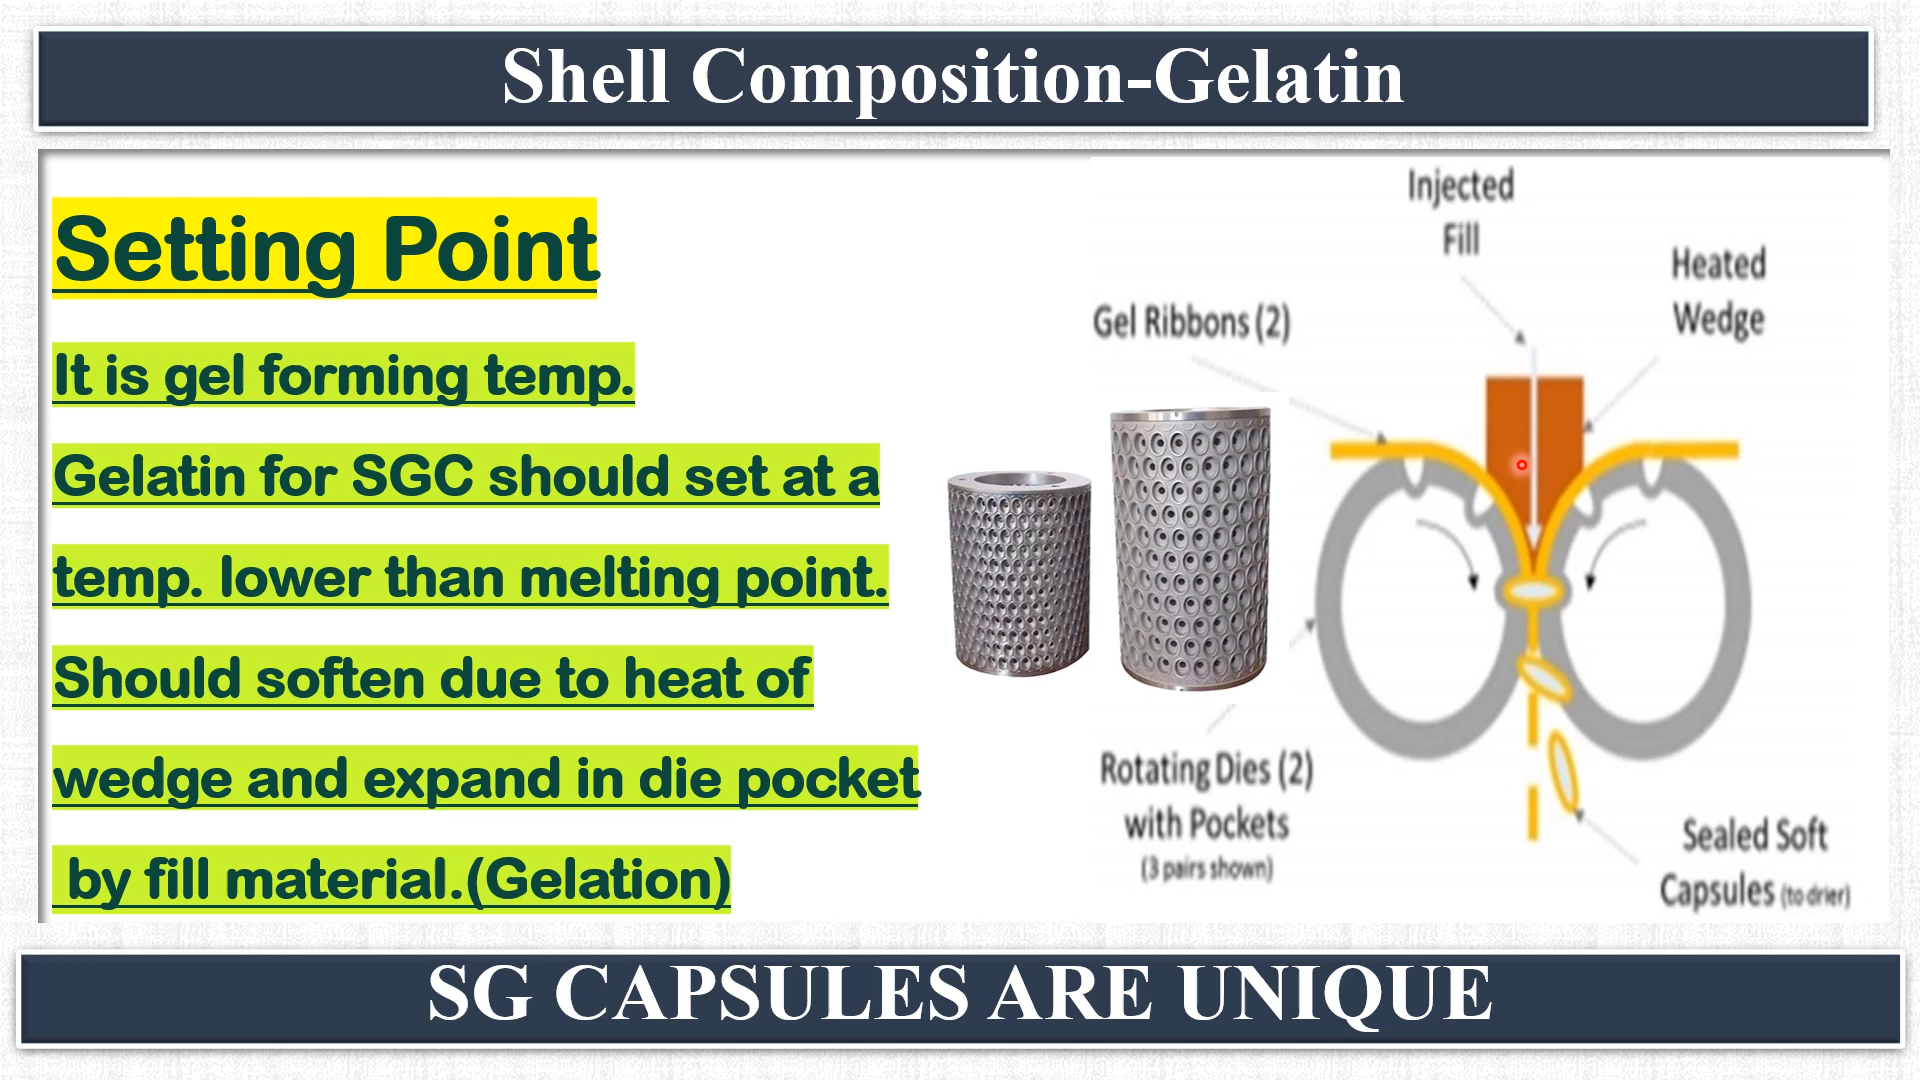 Shell Composition-Gelatin
Setting Point
It is gel forming temp.
Gelatin for SGC should set at a
temp. lower than melting point.
Should soften due to heat of
wedge and expand in die pocket
by fill material.(Gelation)
Injected
Fill
Heated
Wedge
Gel Ribbons (2)
Rotating Dies (2)
with Pockets
(3 pairs shown)
Sealed Soft
Capsules (to drier)
SG CAPSULES ARE UNIQUE